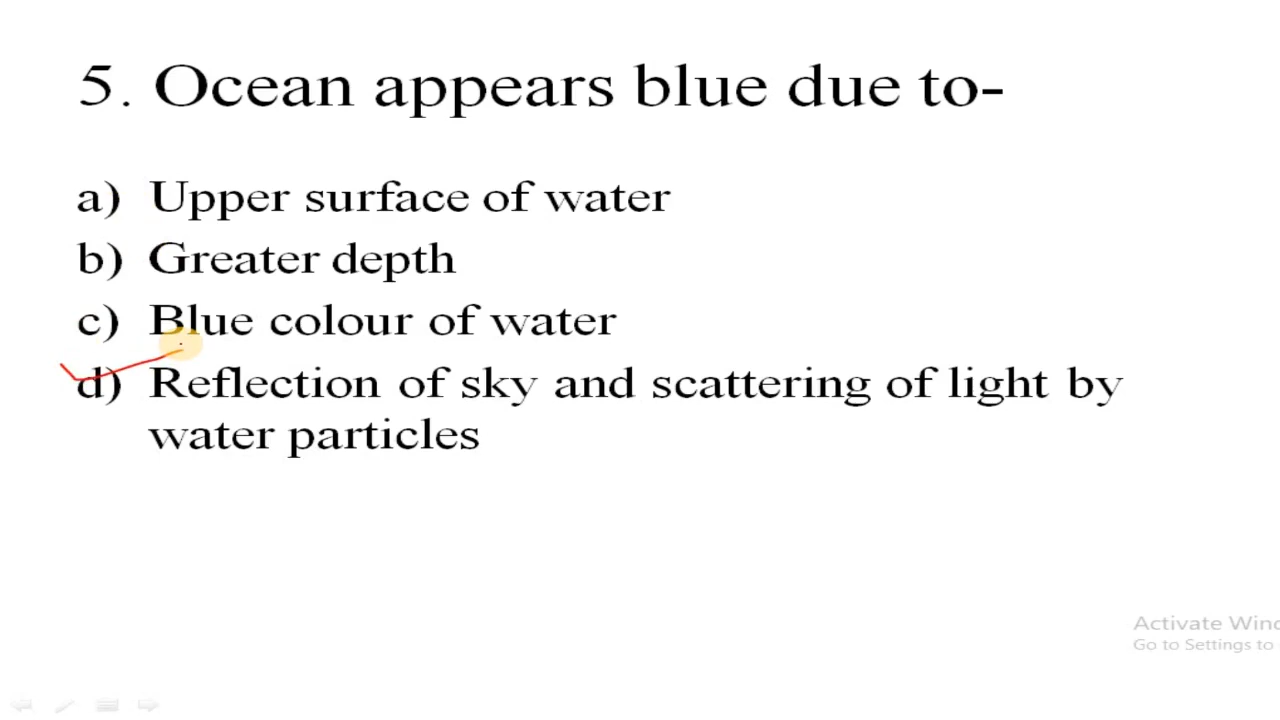 5. Ocean appears blue due to-
a) Upper surface of water
b) Greater depth
c) Blue colour of water
d) Reflection of sky and scattering of light by
water particles
Activate Wind
Go to Settings to